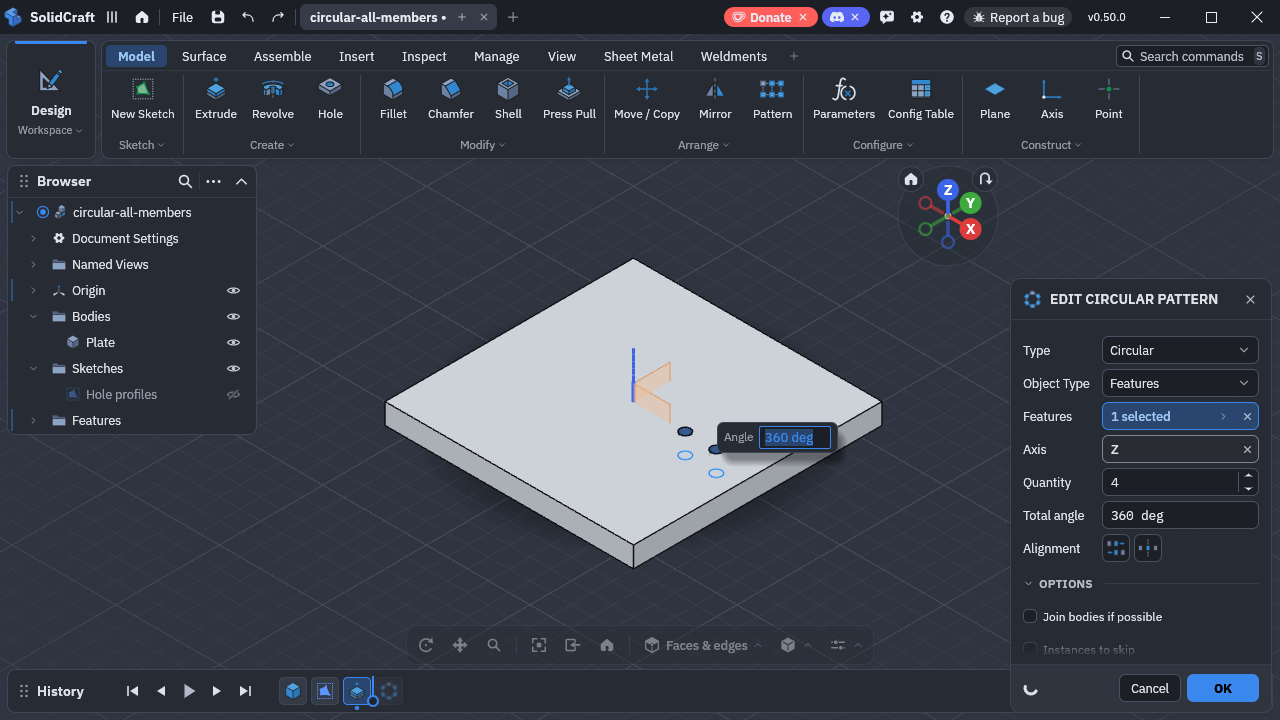 SolidCraft
File
circular-all-members •
Donate
Report a bug
v0.50.0
Design
Workspace
Model
Surface
Assemble
Insert
Inspect
Manage
View
Sheet Metal
Weldments
Search commands
S
New Sketch
Extrude
Revolve
Hole
Fillet
Chamfer
Shell
Press Pull
Move / Copy
Mirror
Pattern
Parameters
Config Table
Plane
Axis
Point
Sketch
Create
Modify
Arrange
Configure
Construct
Browser
circular-all-members
Document Settings
Named Views
Origin
Bodies
Plate
Sketches
Hole profiles
Features
Z
Y
X
Angle
360 deg
EDIT CIRCULAR PATTERN
Type
Circular
Object Type
Features
Features
1 selected
Axis
Z
Quantity
4
Total angle
360 deg
Alignment
OPTIONS
Join bodies if possible
Instances to skip
Cancel
OK
Faces & edges
History